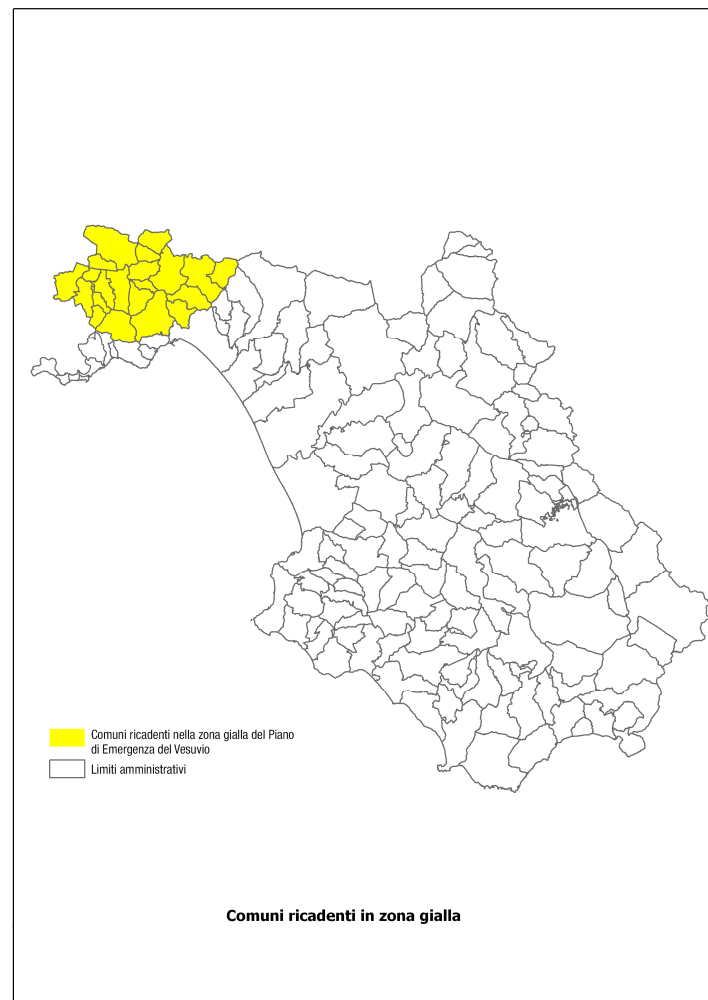 Comuni ricadenti nella zona gialla del Piano
di Emergenza del Vesuvio
Limiti amministrativi
Comuni ricadenti in zona gialla